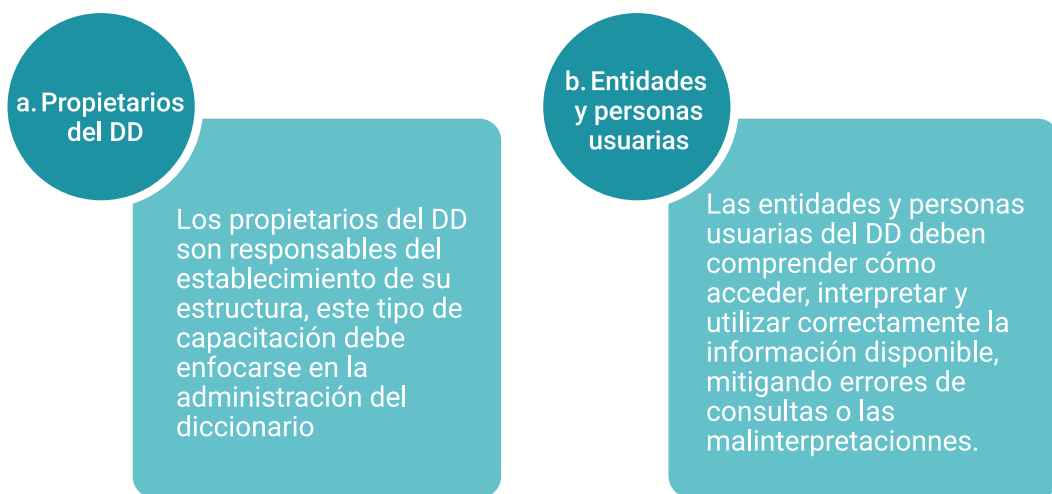 a. Propietarios
del DD
Los propietarios del DD
son responsables del
establecimiento de su
estructura, este tipo de
capacitación debe
enfocarse en la
administración del
diccionario
b. Entidades
y personas
usuarias
Las entidades y personas
usuarias del DD deben
comprender cómo
acceder, interpretar y
utilizar correctamente la
información disponible,
mitigando errores de
consultas o las
malinterpretacionnes.